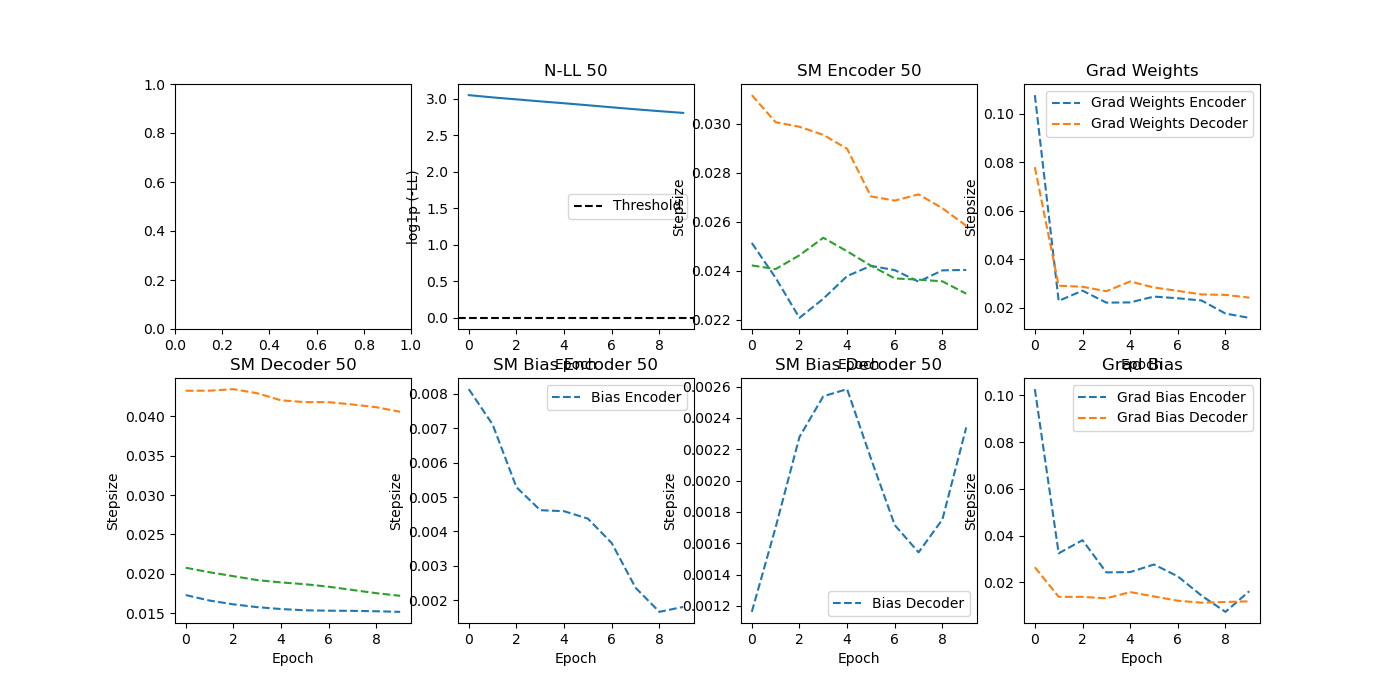 1.0
0.8
0.6
0.4
0.2
0.0
0.0 0.2 0.4 0.6 0.8 1.0
N-LL 50
log1p (-LL)
3.0
2.5
2.0
1.5
1.0
0.5
0.0
Threshold
0 2 4 6 8
Epoch
SM Encoder 50
Stepsize
0.030
0.028
0.026
0.024
0.022
0 2 4 6 8
Epoch
Grad Weights
Stepsize
0.10
0.08
0.06
0.04
0.02
Grad Weights Encoder
Grad Weights Decoder
0 2 4 6 8
Epoch
SM Decoder 50
Stepsize
0.040
0.035
0.030
0.025
0.020
0.015
0 2 4 6 8
Epoch
SM Bias Encoder 50
Stepsize
0.008
0.007
0.006
0.005
0.004
0.003
0.002
Bias Encoder
0 2 4 6 8
Epoch
SM Bias Decoder 50
Stepsize
0.0026
0.0024
0.0022
0.0020
0.0018
0.0016
0.0014
0.0012
Bias Decoder
0 2 4 6 8
Epoch
Grad Bias
Stepsize
0.10
0.08
0.06
0.04
0.02
Grad Bias Encoder
Grad Bias Decoder
0 2 4 6 8
Epoch